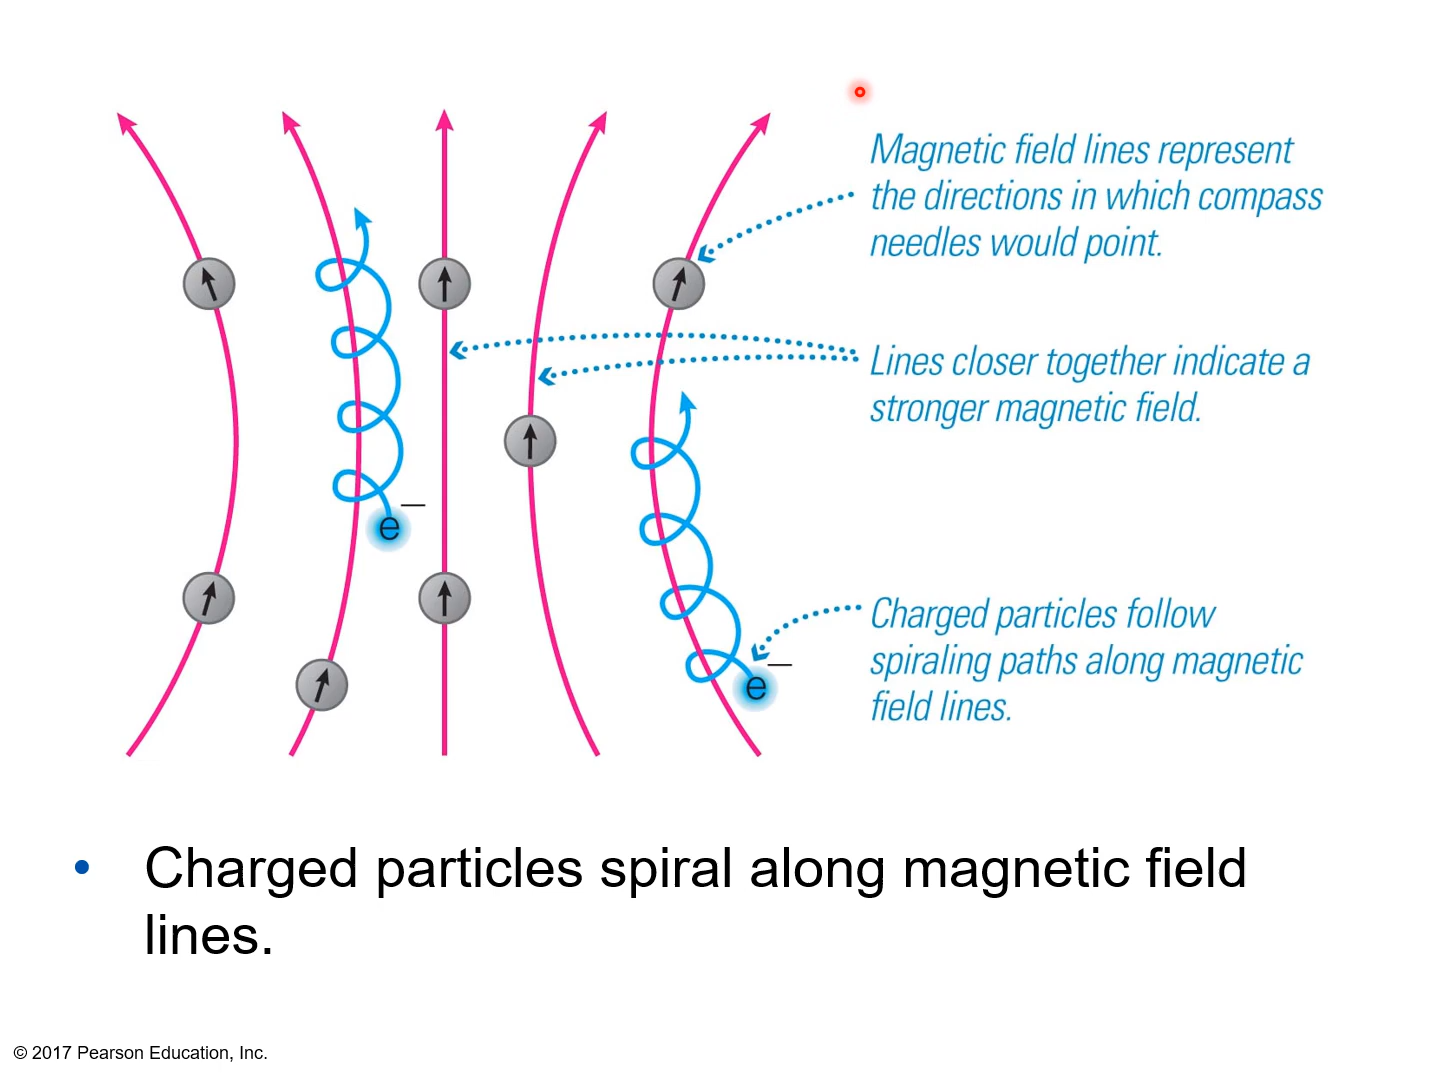 Magnetic field lines represent
the directions in which compass
needles would point.
Lines closer together indicate a
stronger magnetic field.
e—
Charged particles follow
spiraling paths along magnetic
field lines.
e—
• Charged particles spiral along magnetic field
lines.
© 2017 Pearson Education, Inc.